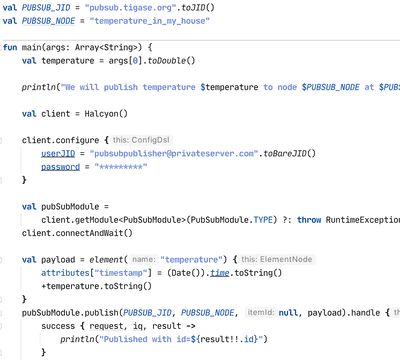 val PUBSUB_JID = "pubsub.tigase.org".toJID()
val PUBSUB_NODE = "temperature_in_my_house"
fun main(args: Array<String>) {
val temperature = args[0].toDouble()
println("We will publish temperature $temperature to node $PUBSUB_NODE at $PUBS
val client = Halcyon()
client.configure { this: ConfigDsl
userJID = "pubsubpublisher@privateserver.com".toBareJID()
password = "*********"
}
val pubSubModule =
client.getModule<PubSubModule>(PubSubModule.TYPE) ?: throw RuntimeException
client.connectAndWait()
val payload = element( name: "temperature") { this: ElementNode
attributes["timestamp"] = (Date()).time.toString()
+temperature.toString()
}
pubSubModule.publish(PUBSUB_JID, PUBSUB_NODE, itemId: null, payload).handle { th
success { request, iq, result ->
println("Published with id=${result!!.id}")
}